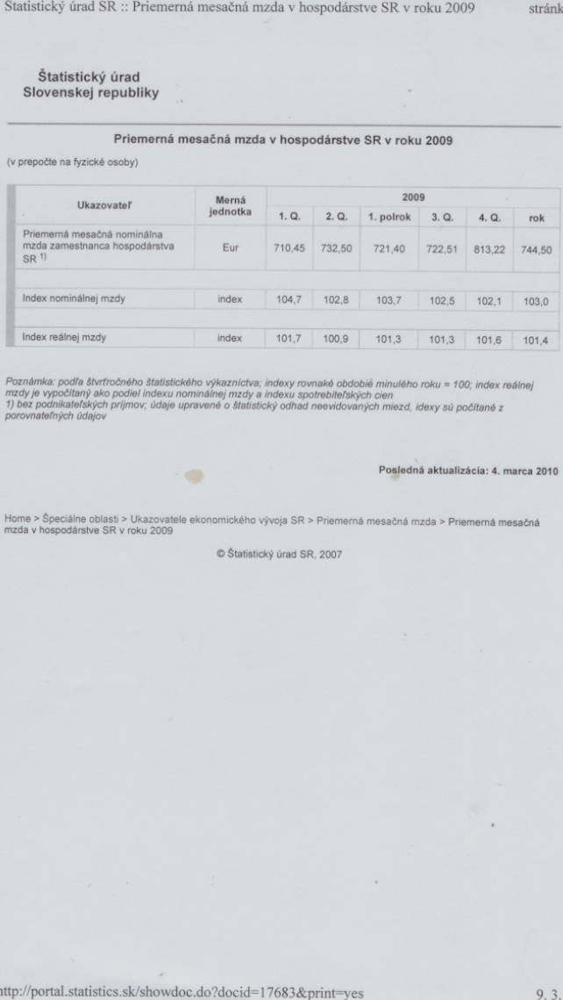 Štatistický úrad SR :: Priemerná mesačná mzda v hospodárstve SR v roku 2009 stránk
Štatistický úrad
Slovenskej republiky
Priemerná mesačná mzda v hospodárstve SR v roku 2009
(v prepočte na fyzické osoby)
Ukazovateľ Merná jednotka 2009
1. Q. 2. Q. 1. polrok 3. Q. 4. Q. rok
Priemerná mesačná nominálna
mzda zamestnanca hospodárstva Eur 710,45 732,50 721,40 722,51 813,22 744,50
SR 1)
Index nominálnej mzdy index 104,7 102,8 103,7 102,5 102,1 103,0
Index reálnej mzdy index 101,7 100,9 101,3 101,3 101,6 101,4
Poznámka: podľa štvrťročného štatistického výkazníctva; indexy rovnaké obdobié minulého roku = 100; index reálnej
mzdy je vypočítaný ako podiel indexu nominálnej mzdy a indexu spotrebiteľských cien
1) bez podnikateľských príjmov; údaje upravené o štatistický odhad neevidovaných miezd, idexy sú počítané z
porovnateľných údajov
Posledná aktualizácia: 4. marca 2010
Home > Špeciálne oblasti > Ukazovatele ekonomického vývoja SR > Priemerná mesačná mzda > Priemerná mesačná
mzda v hospodárstve SR v roku 2009
© Štatistický úrad SR, 2007
http://portal.statistics.sk/showdoc.do?docid=17683&print=yes 9. 3.